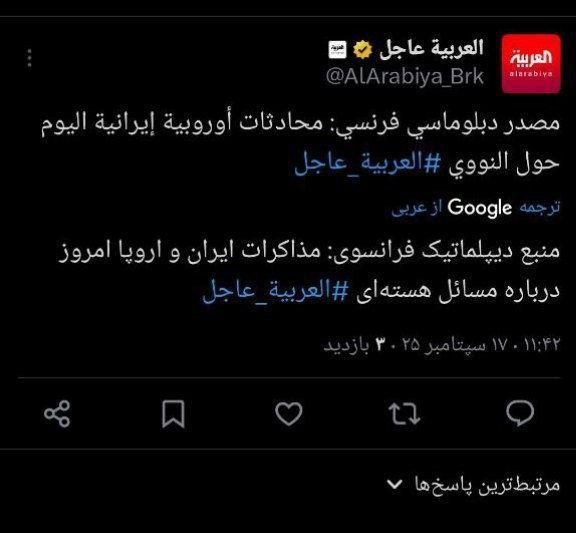 العربية عاجل
العربية
alarabiya
@AlArabiya_Brk
مصدر دبلوماسي فرنسي: محادثات أوروبية إيرانية اليوم
حول النووي #العربية_عاجل
ترجمه Google از عربی
منبع دیپلماتیک فرانسوی: مذاکرات ایران و اروپا امروز
درباره مسائل هسته‌ای #العربية_عاجل
۱۱:۴۲ · ۱۷ سپتامبر ۲۵ · ۳ بازدید
مرتبط‌ترین پاسخ‌ها